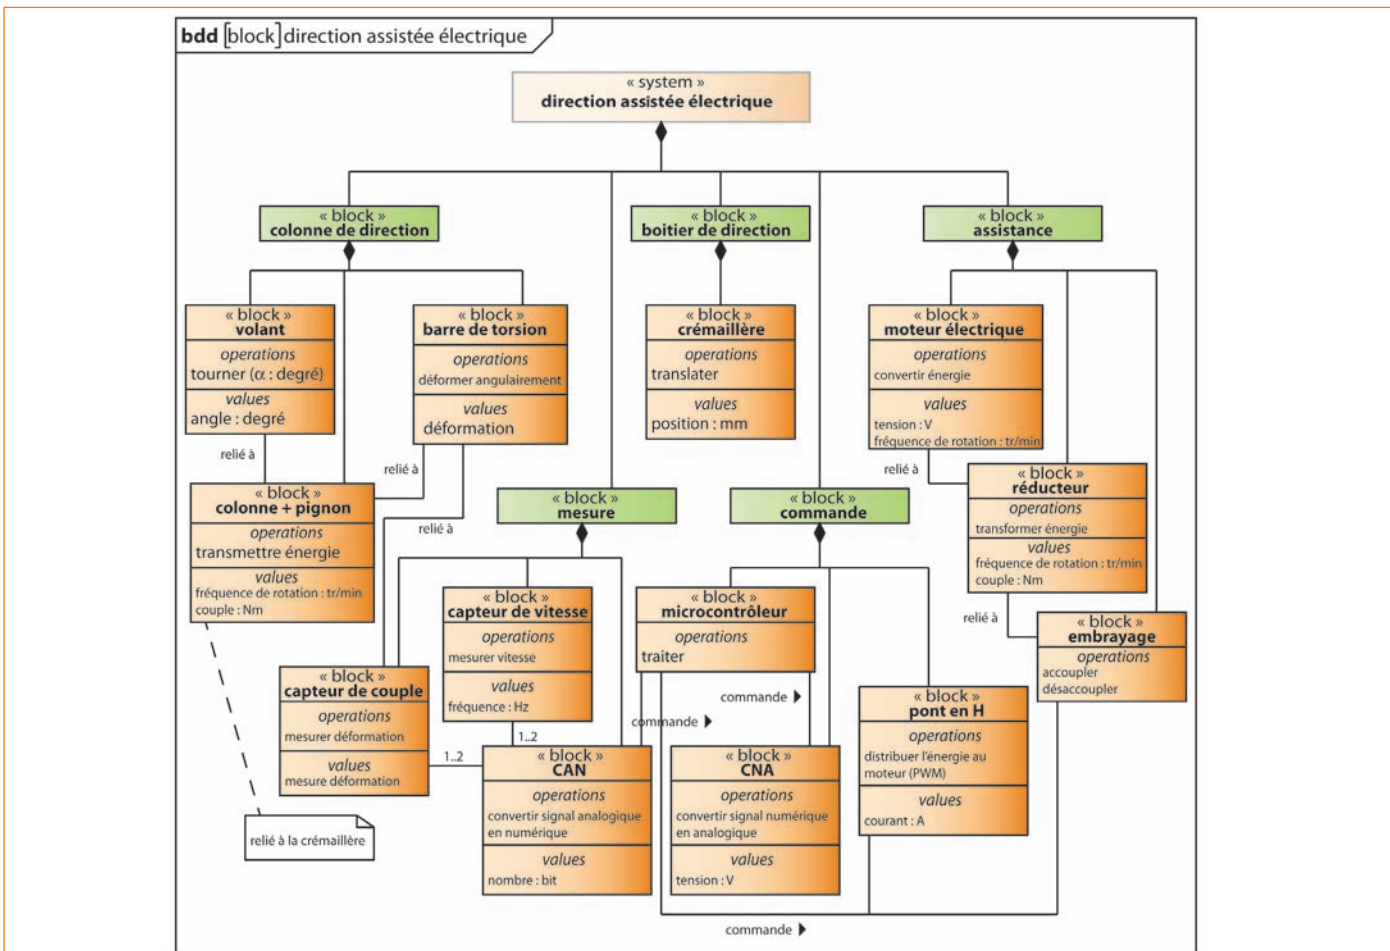 bdd [block] direction assistée électrique
« system »
direction assistée électrique
« block »
colonne de direction
« block »
boitier de direction
« block »
assistance
« block »
volant
operations
tourner (α : degré)
values
angle : degré
« block »
barre de torsion
operations
déformer angulairement
values
déformation
« block »
crémaillère
operations
translater
values
position : mm
« block »
moteur électrique
operations
convertir énergie
values
tension : V
fréquence de rotation : tr/min
relié à
relié à
relié à
relié à
« block »
colonne + pignon
operations
transmettre énergie
values
fréquence de rotation : tr/min
couple : Nm
« block »
mesure
« block »
commande
« block »
réducteur
operations
transformer énergie
values
fréquence de rotation : tr/min
couple : Nm
relié à
« block »
capteur de vitesse
operations
mesurer vitesse
values
fréquence : Hz
« block »
microcontrôleur
operations
traiter
« block »
embrayage
operations
accoupler
désaccoupler
« block »
capteur de couple
operations
mesurer déformation
values
mesure déformation
commande
commande
1..2
1..2
« block »
pont en H
operations
distribuer l'énergie au
moteur (PWM)
values
courant : A
« block »
CAN
operations
convertir signal analogique
en numérique
values
nombre : bit
« block »
CNA
operations
convertir signal numérique
en analogique
values
tension : V
relié à la crémaillère
commande